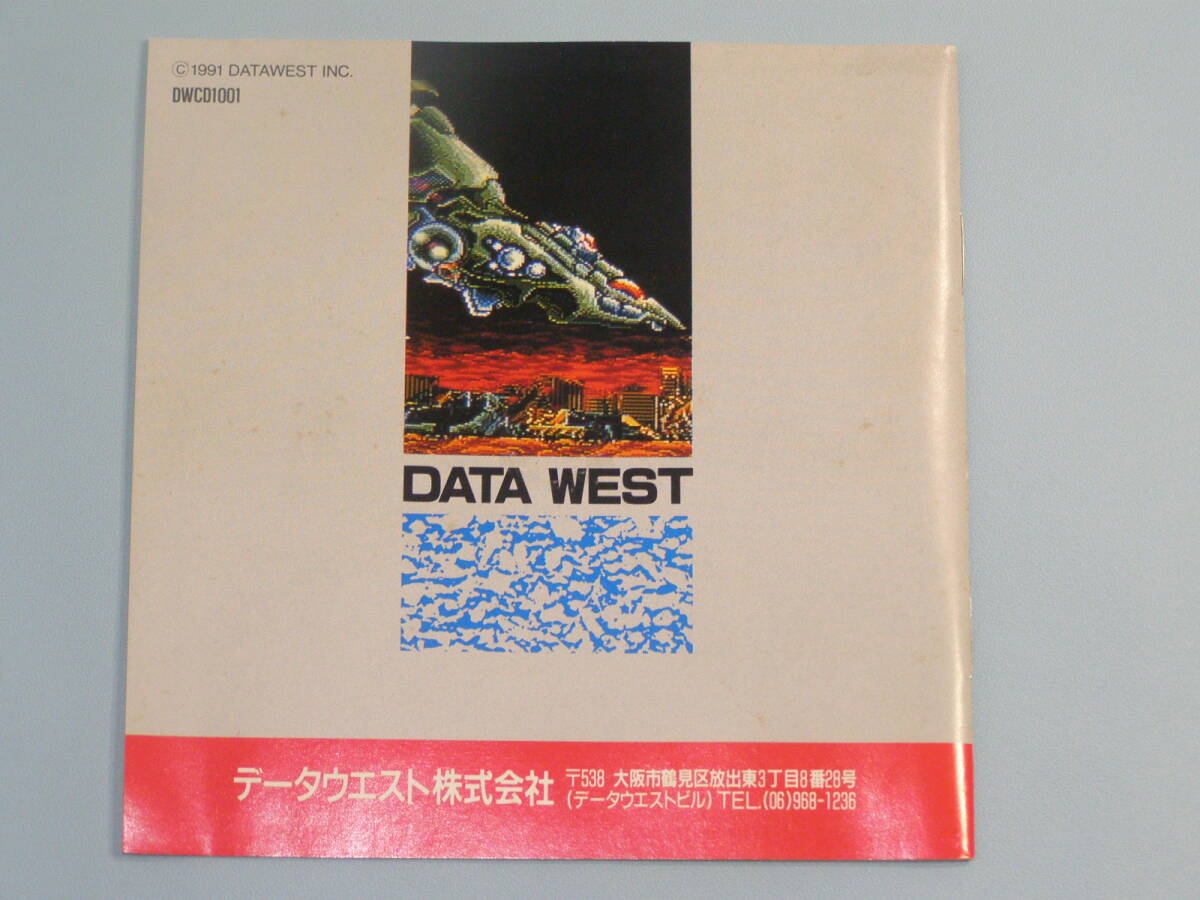 ©1991 DATAWEST INC.
DWCD1001
DATA WEST
データウエスト株式会社
〒538 大阪市鶴見区放出東3丁目8番28号
(データウエストビル) TEL.(06)968-1236